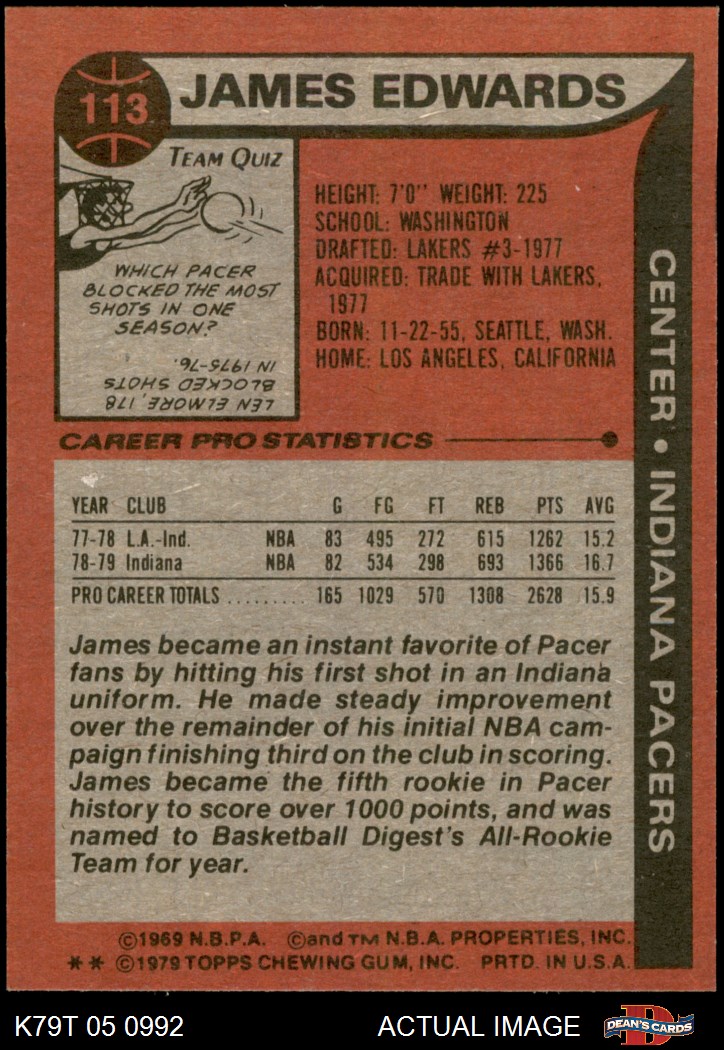 113
JAMES EDWARDS
TEAM QUIZ
WHICH PACER
BLOCKED THE MOST
SHOTS IN ONE
SEASON?
LEN ELMORE, 178
BLOCKED SHOTS
IN 1975-76.
HEIGHT: 7'0" WEIGHT: 225
SCHOOL: WASHINGTON
DRAFTED: LAKERS #3-1977
ACQUIRED: TRADE WITH LAKERS,
1977
BORN: 11-22-55, SEATTLE, WASH.
HOME: LOS ANGELES, CALIFORNIA
CENTER • INDIANA PACERS
CAREER PRO STATISTICS
YEAR CLUB G FG FT REB PTS AVG
77-78 L.A.-Ind. NBA 83 495 272 615 1262 15.2
78-79 Indiana NBA 82 534 298 693 1366 16.7
PRO CAREER TOTALS ......... 165 1029 570 1308 2628 15.9
James became an instant favorite of Pacer
fans by hitting his first shot in an Indiana
uniform. He made steady improvement
over the remainder of his initial NBA cam-
paign finishing third on the club in scoring.
James became the fifth rookie in Pacer
history to score over 1000 points, and was
named to Basketball Digest's All-Rookie
Team for year.
©1969 N.B.P.A. ©and TM N.B.A. PROPERTIES, INC.
** ©1979 TOPPS CHEWING GUM, INC. PRTD. IN U.S.A.
K79T 05 0992 ACTUAL IMAGE
D
DEAN'S CARDS